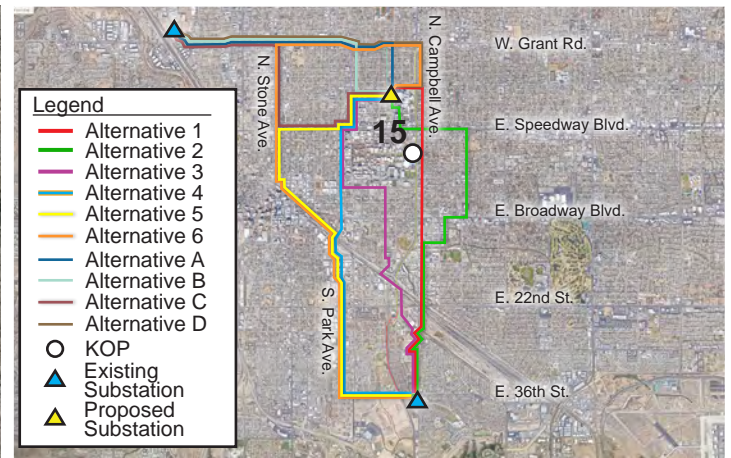 W. Grant Rd.
N. Campbell Ave.
N. Stone Ave.
E. Speedway Blvd.
15
E. Broadway Blvd.
E. 22nd St.
S. Park Ave.
E. 36th St.
Legend
Alternative 1
Alternative 2
Alternative 3
Alternative 4
Alternative 5
Alternative 6
Alternative A
Alternative B
Alternative C
Alternative D
KOP
Existing
Substation
Proposed
Substation